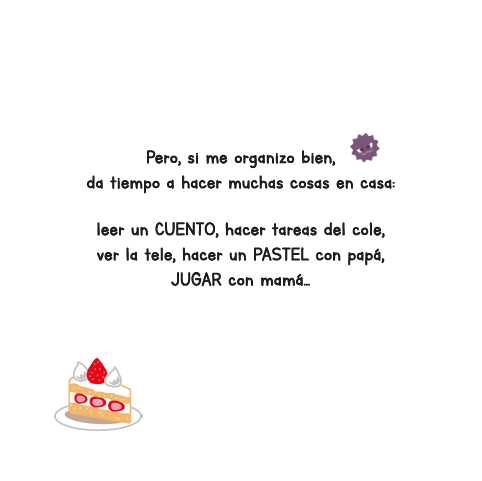 Pero, si me organizo bien,
da tiempo a hacer muchas cosas en casa:
leer un CUENTO, hacer tareas del cole,
ver la tele, hacer un PASTEL con papá,
JUGAR con mamá...